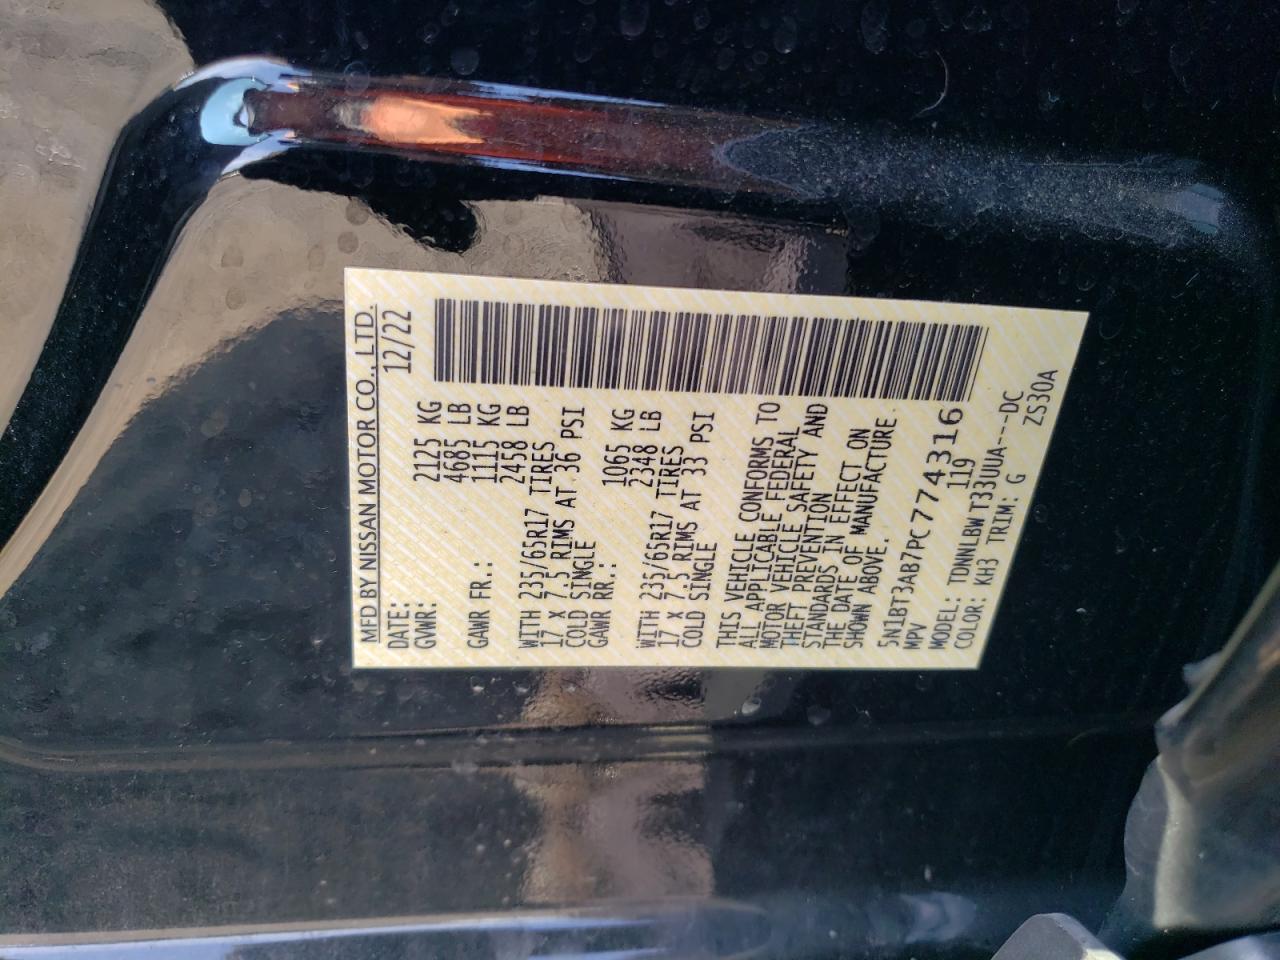 MFD BY NISSAN MOTOR CO., LTD.
DATE: 12/22
GVWR: 2125 KG
4685 LB
GAWR FR.: 1115 KG
2458 LB
WITH 235/65R17 TIRES
17 X 7.5 RIMS AT 36 PSI
COLD SINGLE
GAWR RR.: 1065 KG
2348 LB
WITH 235/65R17 TIRES
17 X 7.5 RIMS AT 33 PSI
COLD SINGLE
THIS VEHICLE CONFORMS TO
ALL APPLICABLE FEDERAL
MOTOR VEHICLE SAFETY AND
THEFT PREVENTION
STANDARDS IN EFFECT ON
THE DATE OF MANUFACTURE
SHOWN ABOVE.
5N1BT3AB7PC774316
MPV 119
MODEL: TDNNLBW T33UUA---DC
COLOR: KH3 TRIM: G ZS30A